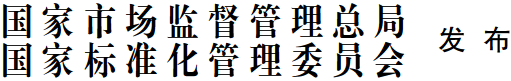 国家市场监督管理总局
国家标准化管理委员会
发布